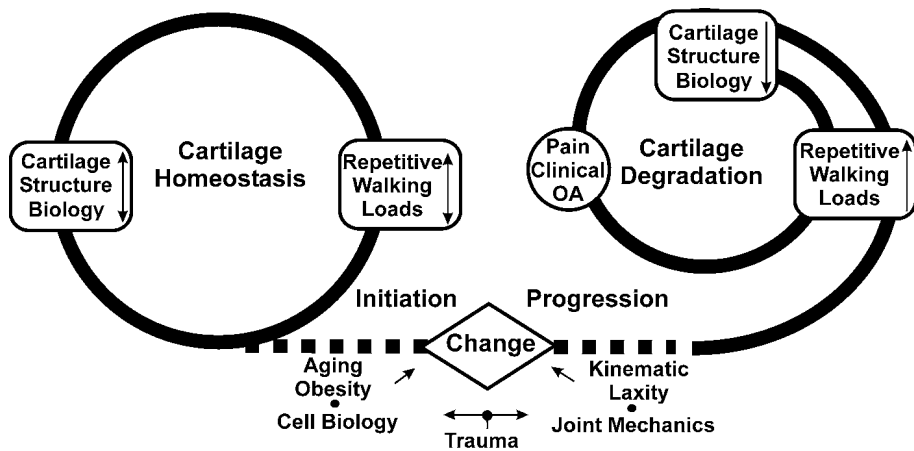 Cartilage
Structure
Biology
Cartilage
Homeostasis
Repetitive
Walking
Loads
Cartilage
Structure
Biology
Pain
Clinical
OA
Cartilage
Degradation
Repetitive
Walking
Loads
Initiation
Progression
Change
Aging
Obesity
Cell Biology
Kinematic
Laxity
Joint Mechanics
Trauma